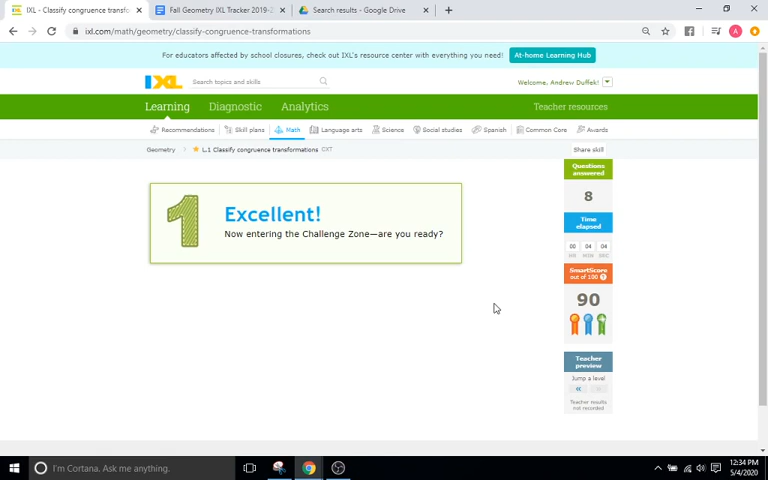 IXL - Classify congruence transfo
Fall Geometry IXL Tracker 2019-2
Search results - Google Drive
ixl.com/math/geometry/classify-congruence-transformations
For educators affected by school closures, check out IXL's resource center with everything you need!
At-home Learning Hub
IXL
Search topics and skills
Welcome, Andrew Duffek!
Learning
Diagnostic
Analytics
Teacher resources
Recommendations
Skill plans
Math
Language arts
Science
Social studies
Spanish
Common Core
Awards
Geometry
L.1 Classify congruence transformations
GXT
Share skill
Questions
answered
8
1
Excellent!
Now entering the Challenge Zone—are you ready?
Time
elapsed
00 04 04
HR MIN SEC
SmartScore
out of 100 ?
90
Teacher
preview
Jump a level
Teacher results
not recorded
I'm Cortana. Ask me anything.
12:34 PM
5/4/2020